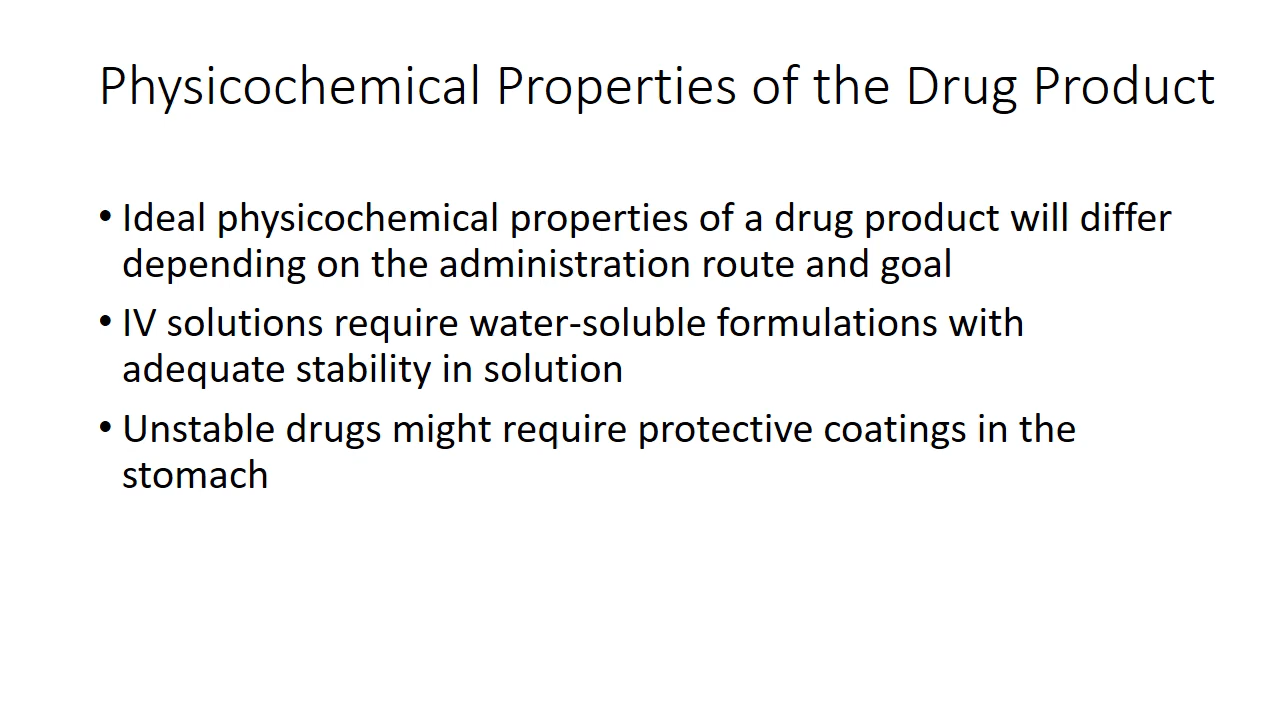 Physicochemical Properties of the Drug Product
• Ideal physicochemical properties of a drug product will differ
depending on the administration route and goal
• IV solutions require water-soluble formulations with
adequate stability in solution
• Unstable drugs might require protective coatings in the
stomach